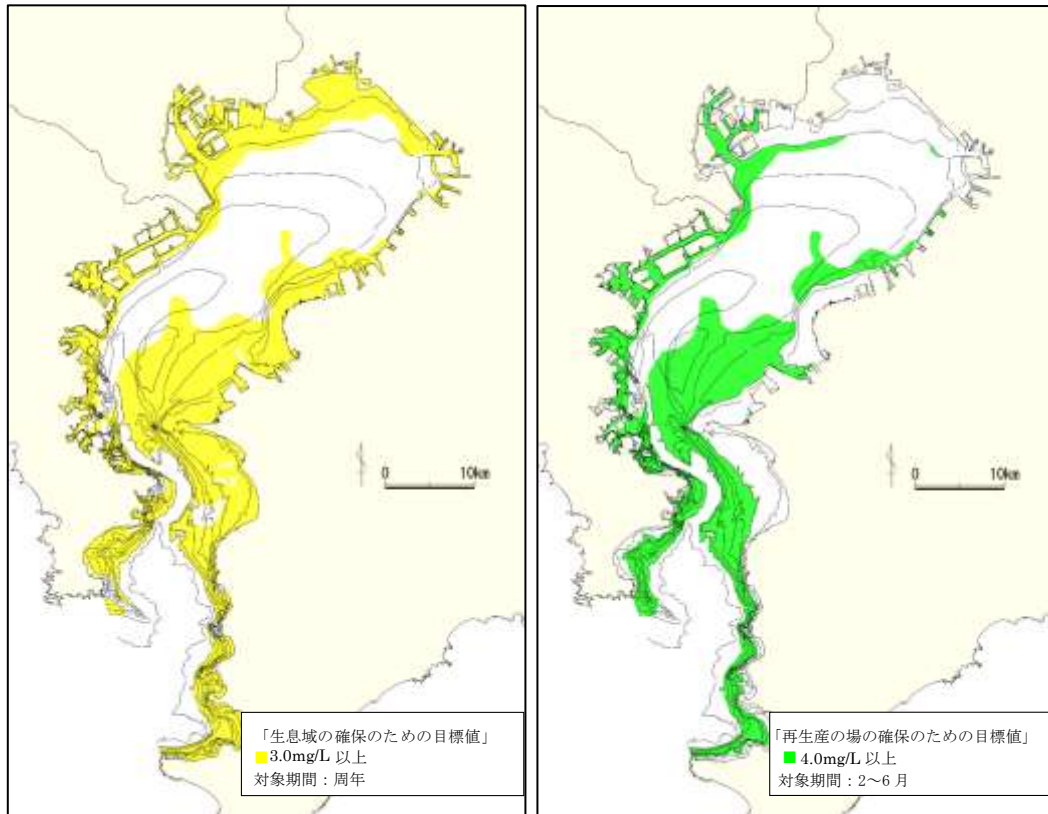 0 10km
「生息域の確保のための目標値」
3.0mg/L 以上
対象期間：周年
0 10km
「再生産の場の確保のための目標値」
4.0mg/L 以上
対象期間：2～6 月